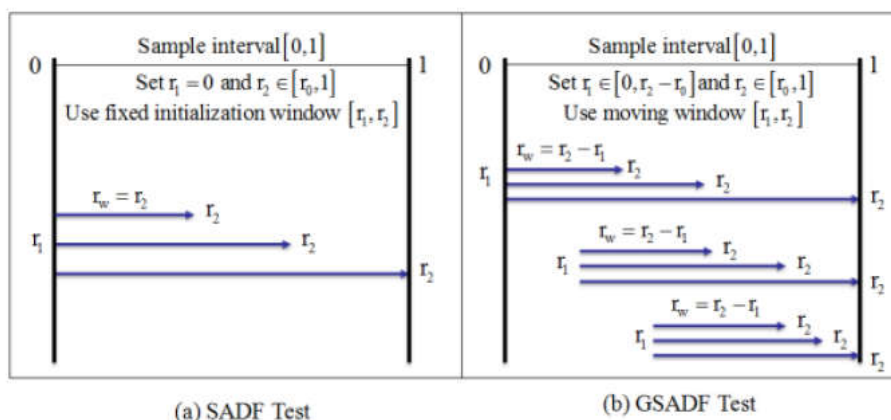 Sample interval[0,1]
0
1
Set r₁ = 0 and r₂ ∈ [r₀,1]
Use fixed initialization window [r₁,r₂]
r_w = r₂
r₂
r₁
r₂
r₂
(a) SADF Test
Sample interval[0,1]
0
1
Set r₁ ∈ [0,r₂ − r₀] and r₂ ∈ [r₀,1]
Use moving window [r₁,r₂]
r_w = r₂ − r₁
r₂
r₁
r₂
r₂
r_w = r₂ − r₁
r₂
r₁
r₂
r₂
r_w = r₂ − r₁
r₂
r₁
r₂
r₂
(b) GSADF Test